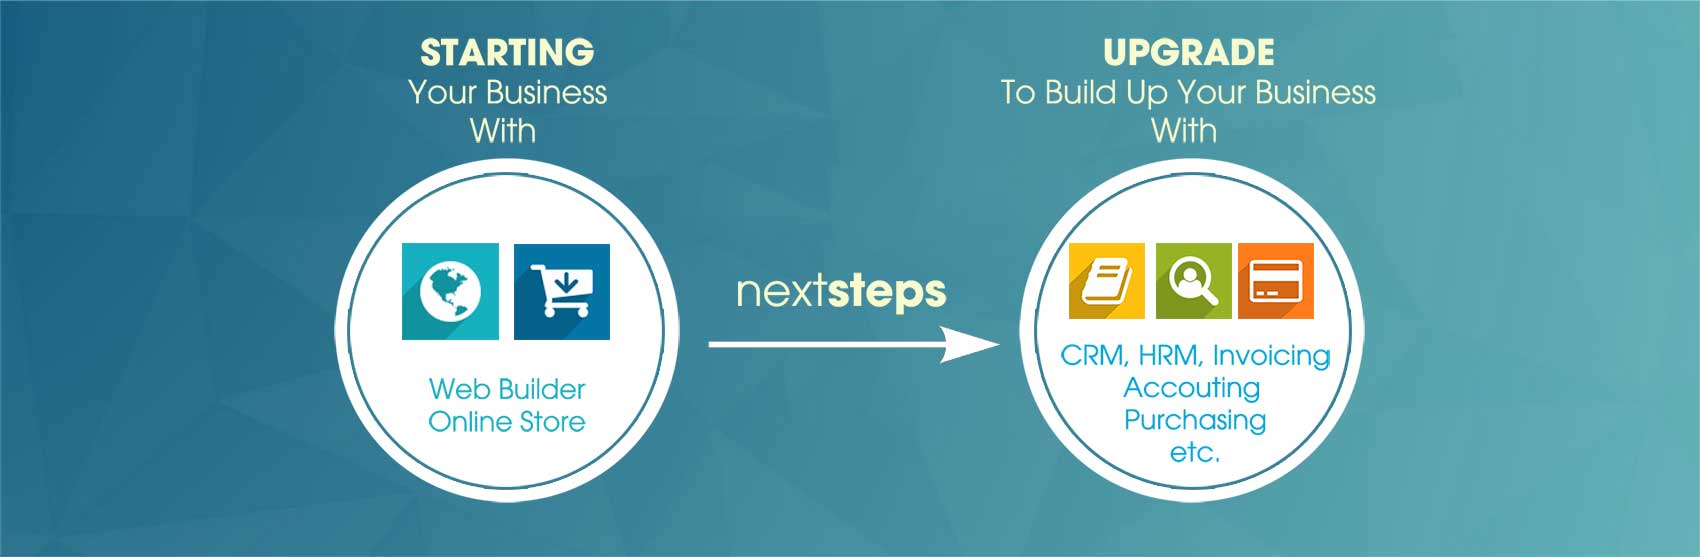 STARTING
Your Business
With
Web Builder
Online Store
nextsteps
UPGRADE
To Build Up Your Business
With
CRM, HRM, Invoicing
Accouting
Purchasing
etc.